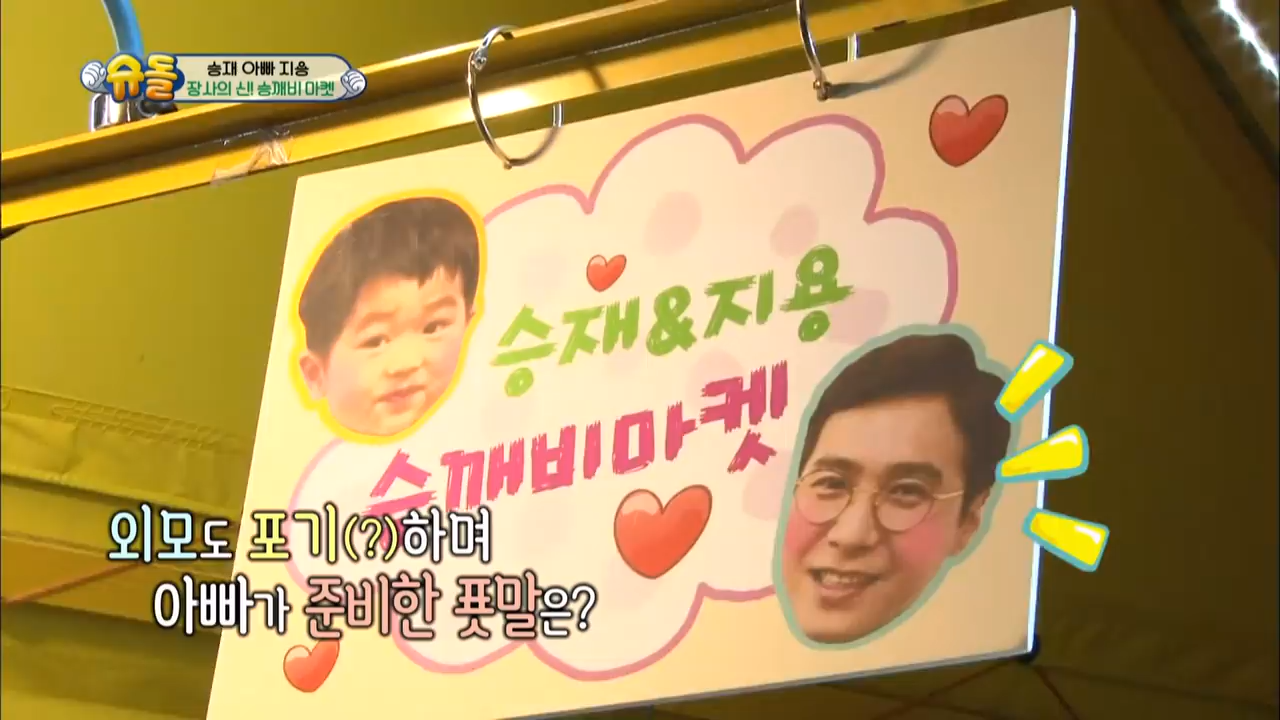 슈돌
승재 아빠 지용
장사의 신! 승깨비 마켓
승재&지용
승깨비마켓
외모도 포기(?)하며
아빠가 준비한 푯말은?